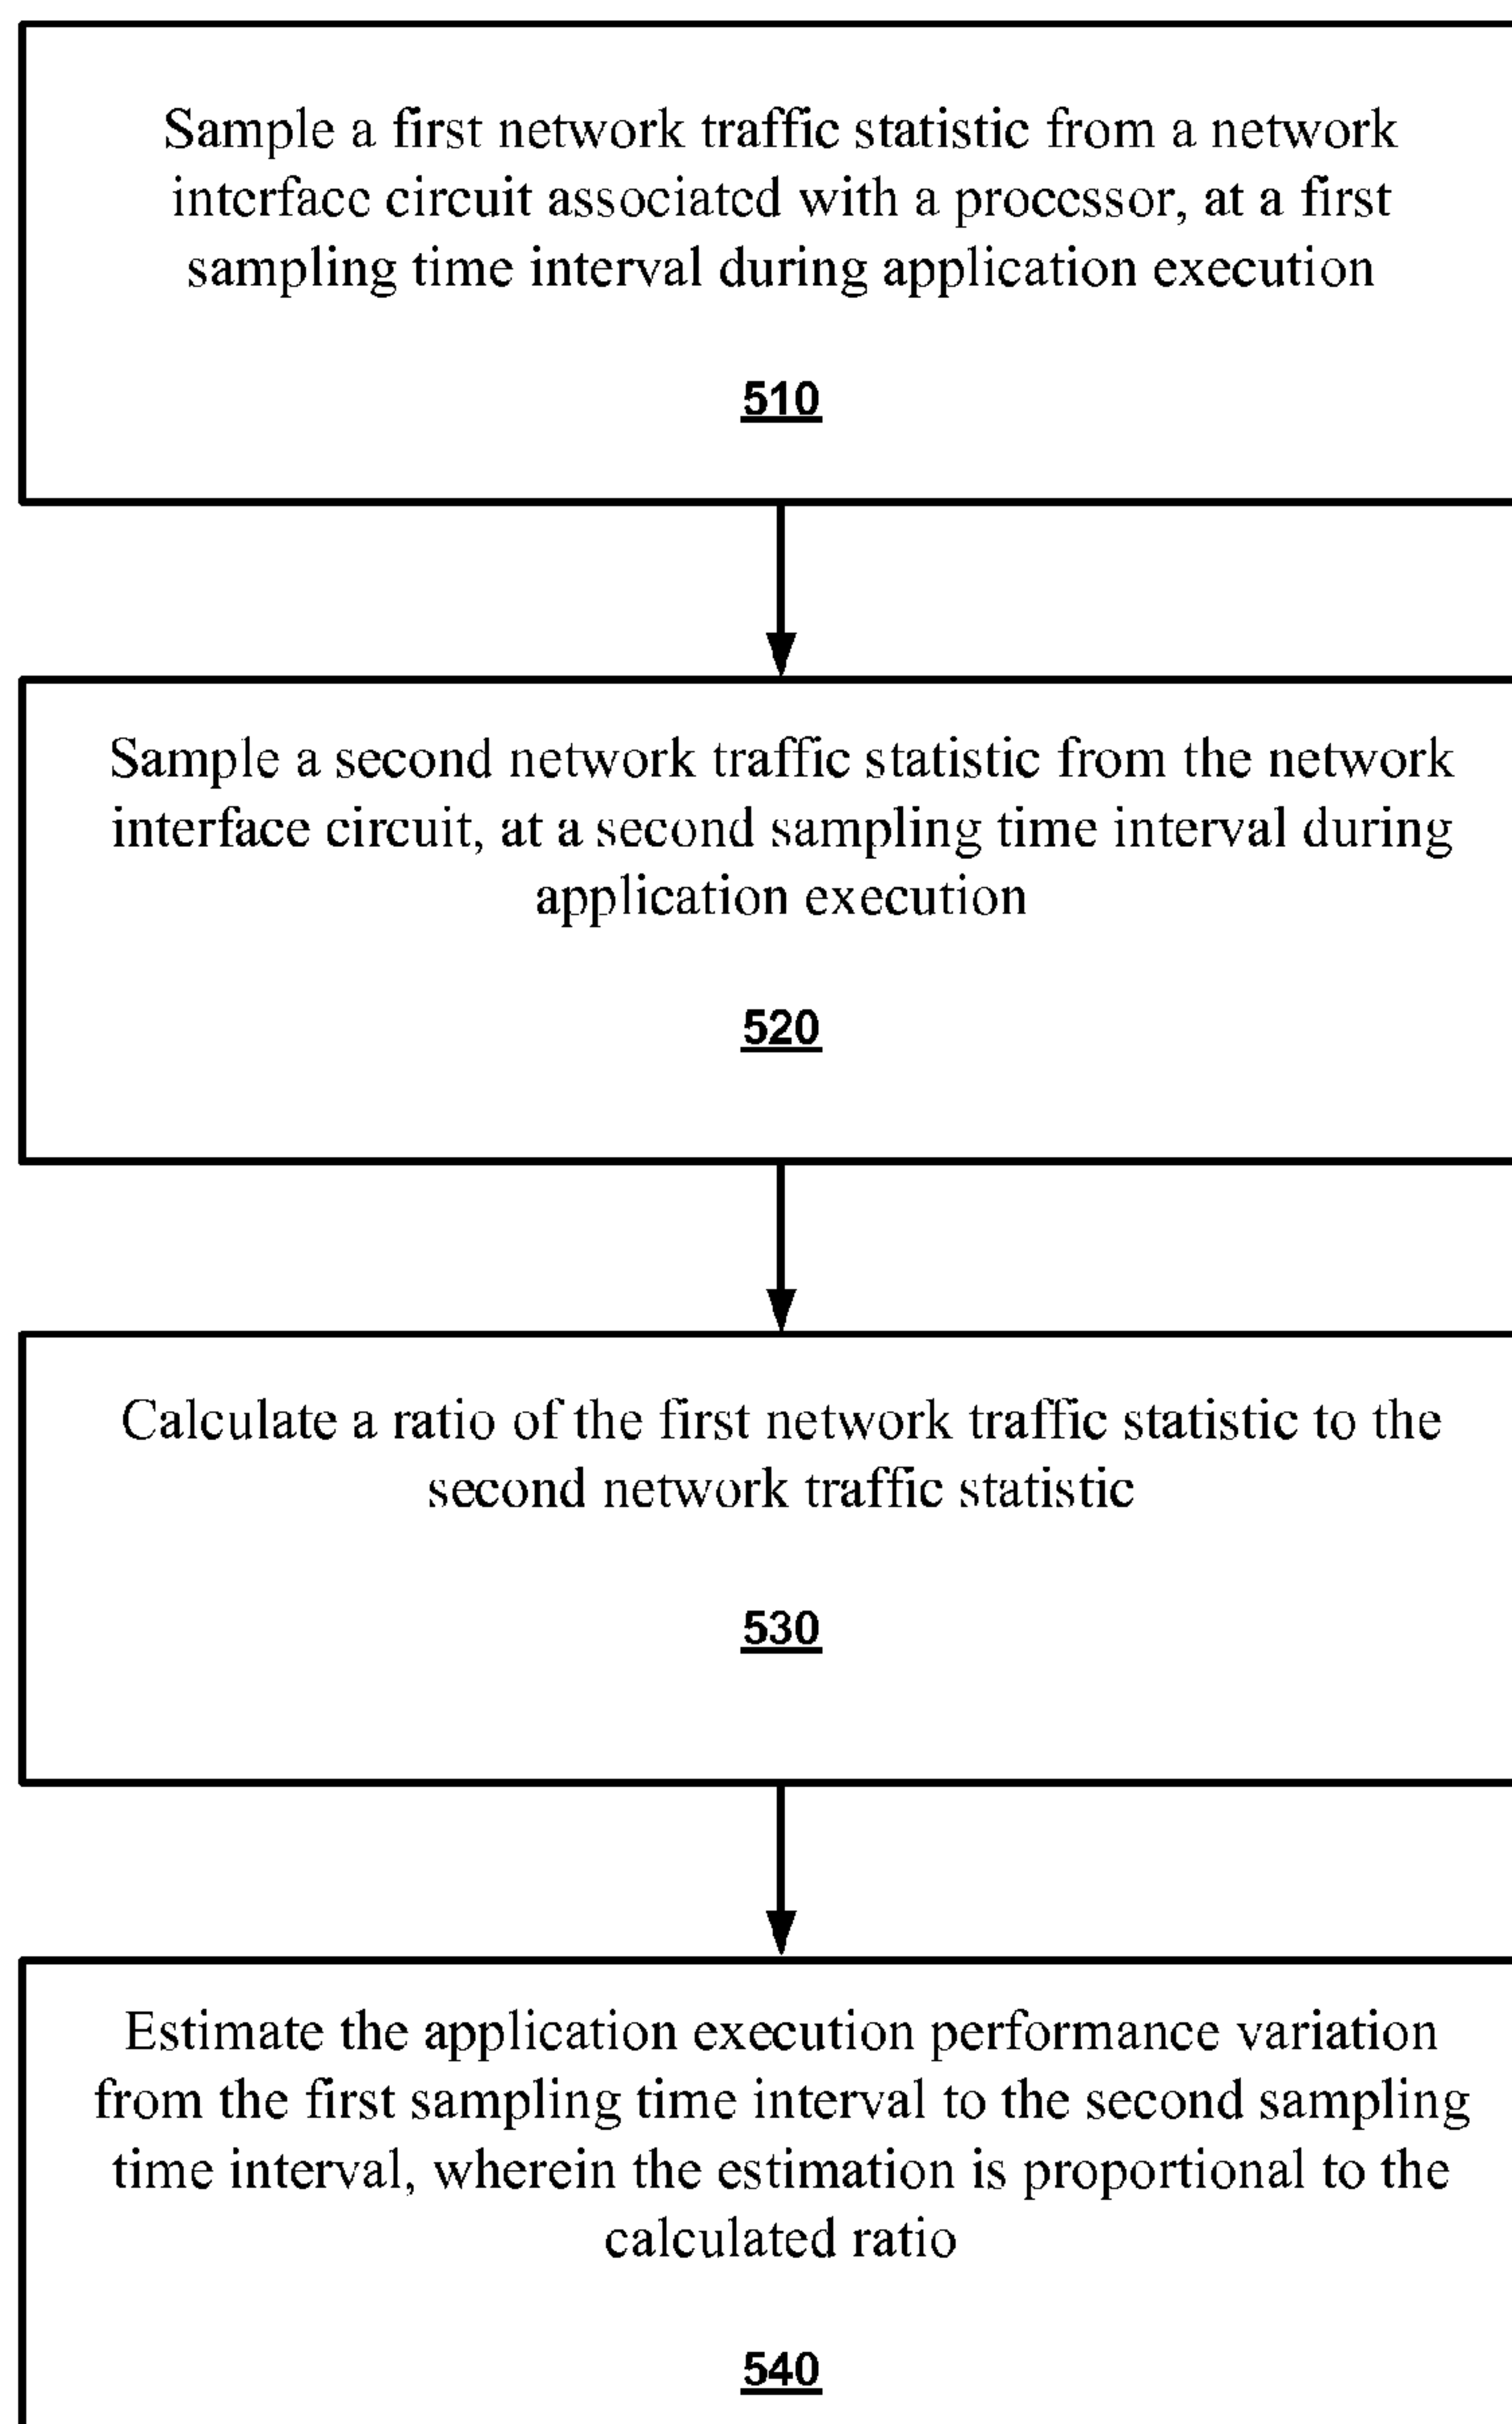 Sample a first network traffic statistic from a network
interface circuit associated with a processor, at a first
sampling time interval during application execution
510
Sample a second network traffic statistic from the network
interface circuit, at a second sampling time interval during
application execution
520
Calculate a ratio of the first network traffic statistic to the
second network traffic statistic
530
Estimate the application execution performance variation
from the first sampling time interval to the second sampling
time interval, wherein the estimation is proportional to the
calculated ratio
540